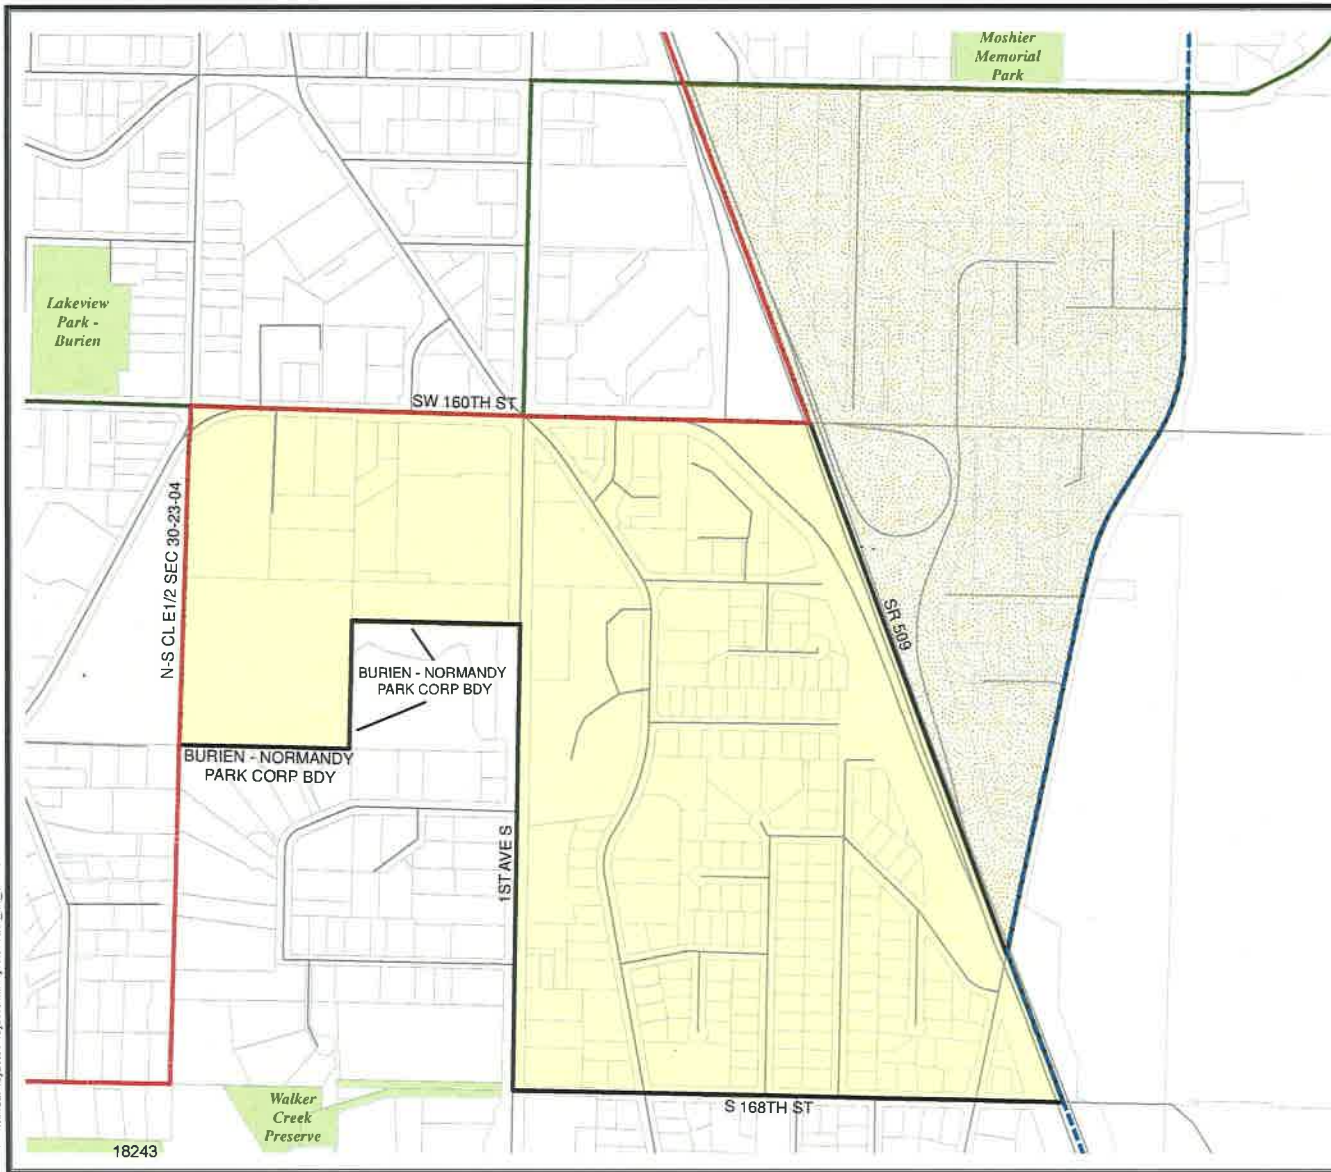 Moshier
Memorial
Park
Lakeview
Park -
Burien
SW 160TH ST
N-S CL E1/2 SEC 30-23-04
SR 509
BURIEN - NORMANDY
PARK CORP BDY
BURIEN - NORMANDY
PARK CORP BDY
1ST AVE S
S 168TH ST
Walker
Creek
Preserve
18243